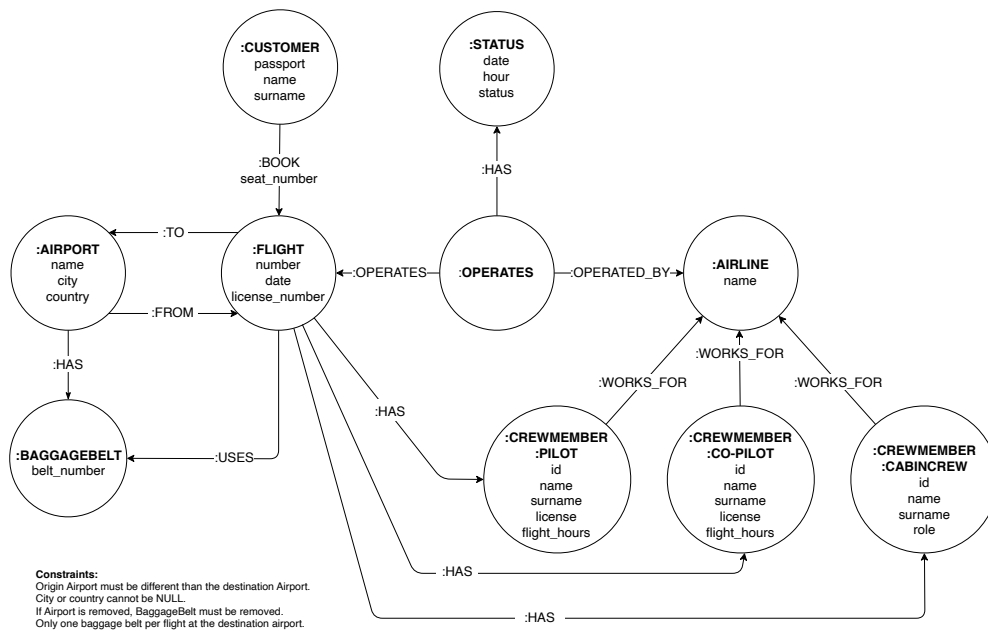 :CUSTOMER
passport
name
surname
:STATUS
date
hour
status
:BOOK
seat_number
:HAS
:TO
:AIRPORT
name
city
country
:FLIGHT
number
date
license_number
:OPERATES
:OPERATES
:OPERATED_BY
:AIRLINE
name
:FROM
:HAS
:WORKS_FOR
:WORKS_FOR
:WORKS_FOR
:HAS
:BAGGAGEBELT
belt_number
:USES
:CREWMEMBER
:PILOT
id
name
surname
license
flight_hours
:CREWMEMBER
:CO-PILOT
id
name
surname
license
flight_hours
:CREWMEMBER
:CABINCREW
id
name
surname
role
:HAS
:HAS
Constraints:
Origin Airport must be different than the destination Airport.
City or country cannot be NULL.
If Airport is removed, BaggageBelt must be removed.
Only one baggage belt per flight at the destination airport.